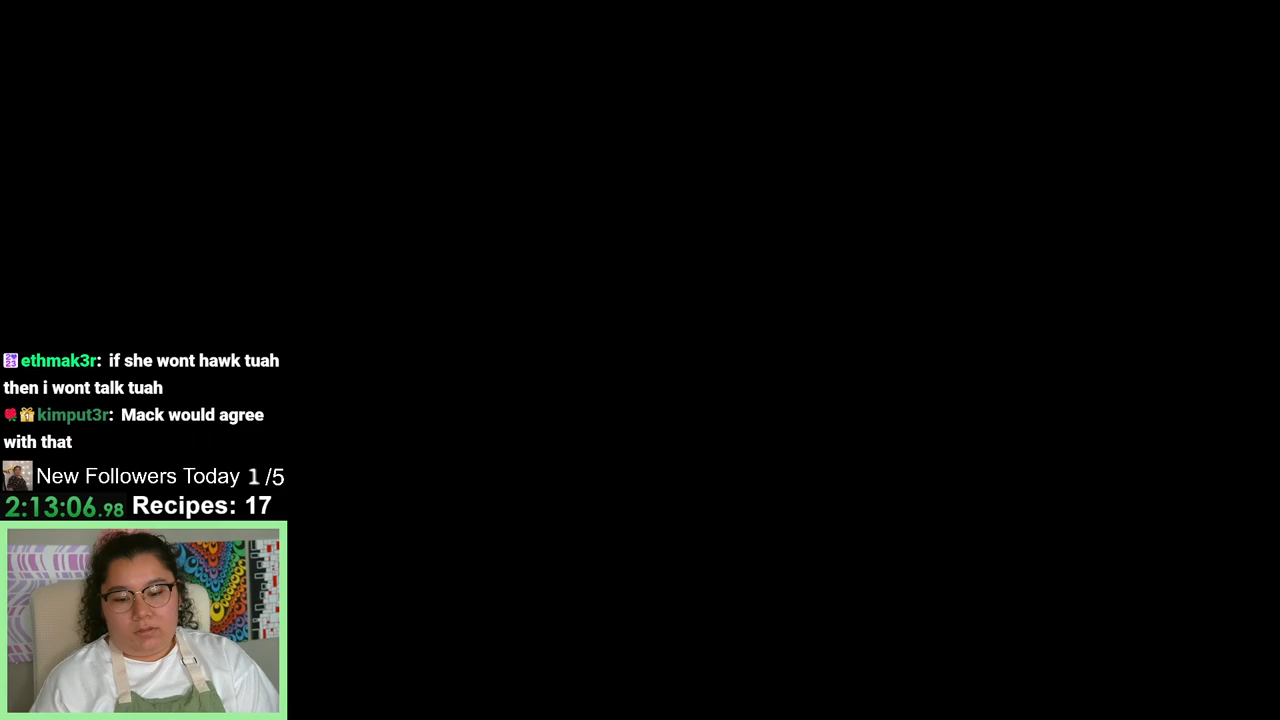 ethmak3r: if she wont hawk tuah
then i wont talk tuah
kimput3r: Mack would agree
with that
New Followers Today 1 /5
2:13:06.98 Recipes: 17